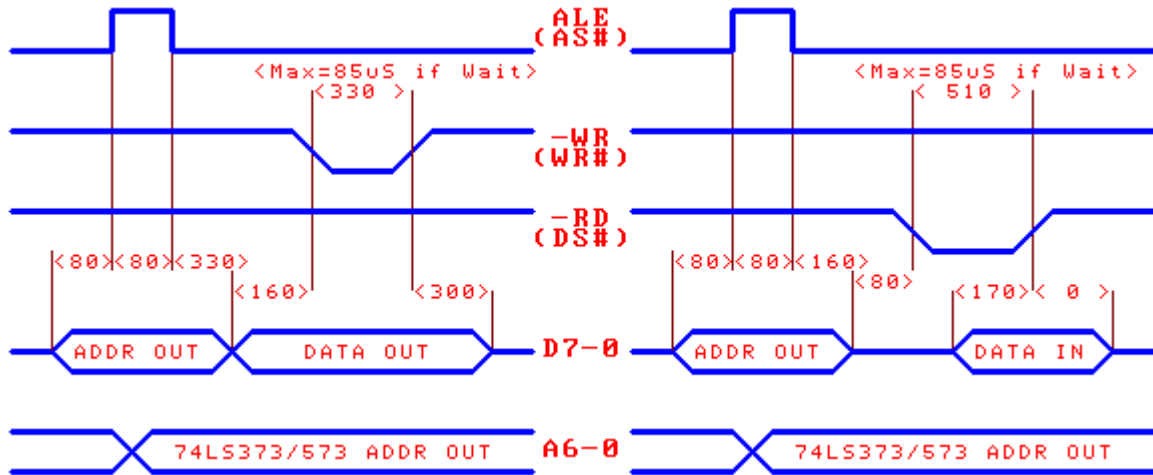 ALE
(AS#)
<Max=85uS if Wait>
<Max=85uS if Wait>
<330 >
< 510 >
-WR
(WR#)
-RD
(DS#)
<80><80><330>
<80><80><160>
<80>
<160>
<300>
<170>< 0 >
ADDR OUT
DATA OUT
D7-0
ADDR OUT
DATA IN
74LS373/573 ADDR OUT
A6-0
74LS373/573 ADDR OUT